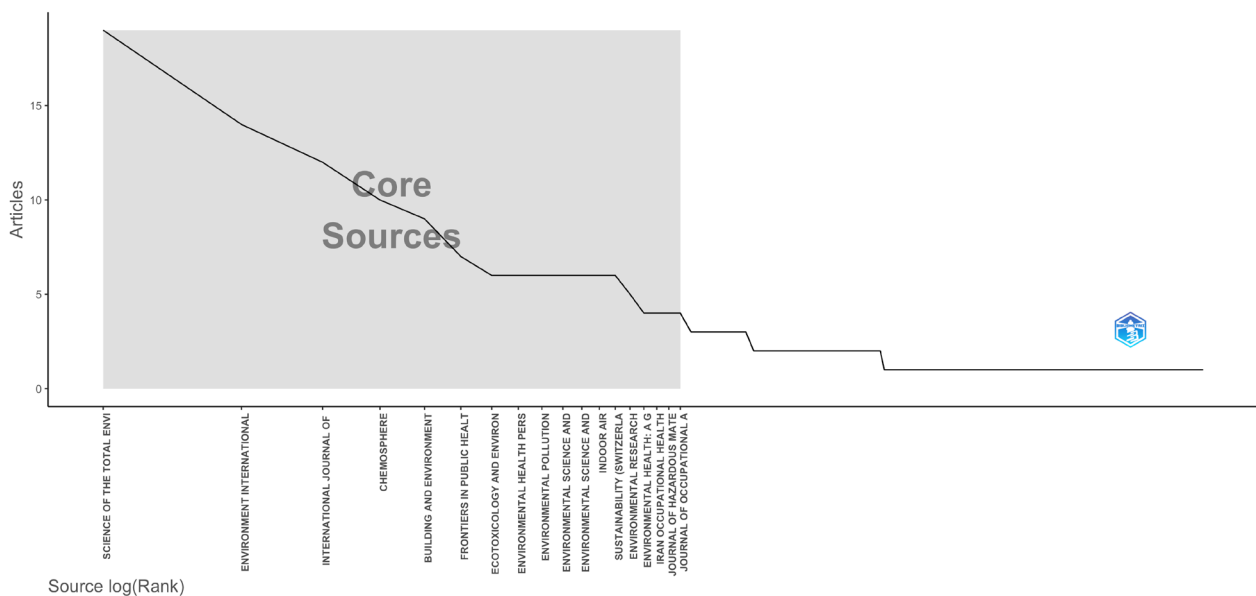 Articles
15
10
5
0
Core
Sources
SCIENCE OF THE TOTAL ENVI
ENVIRONMENT INTERNATIONAL
INTERNATIONAL JOURNAL OF
CHEMOSPHERE
BUILDING AND ENVIRONMENT
FRONTIERS IN PUBLIC HEALT
ECOTOXICOLOGY AND ENVIRON
ENVIRONMENTAL HEALTH PERS
ENVIRONMENTAL POLLUTION
ENVIRONMENTAL SCIENCE AND
ENVIRONMENTAL SCIENCE AND
INDOOR AIR
SUSTAINABILITY (SWITZERLA
ENVIRONMENTAL RESEARCH
ENVIRONMENTAL HEALTH: A G
IRAN OCCUPATIONAL HEALTH
JOURNAL OF HAZARDOUS MATE
JOURNAL OF OCCUPATIONAL A
Source log(Rank)